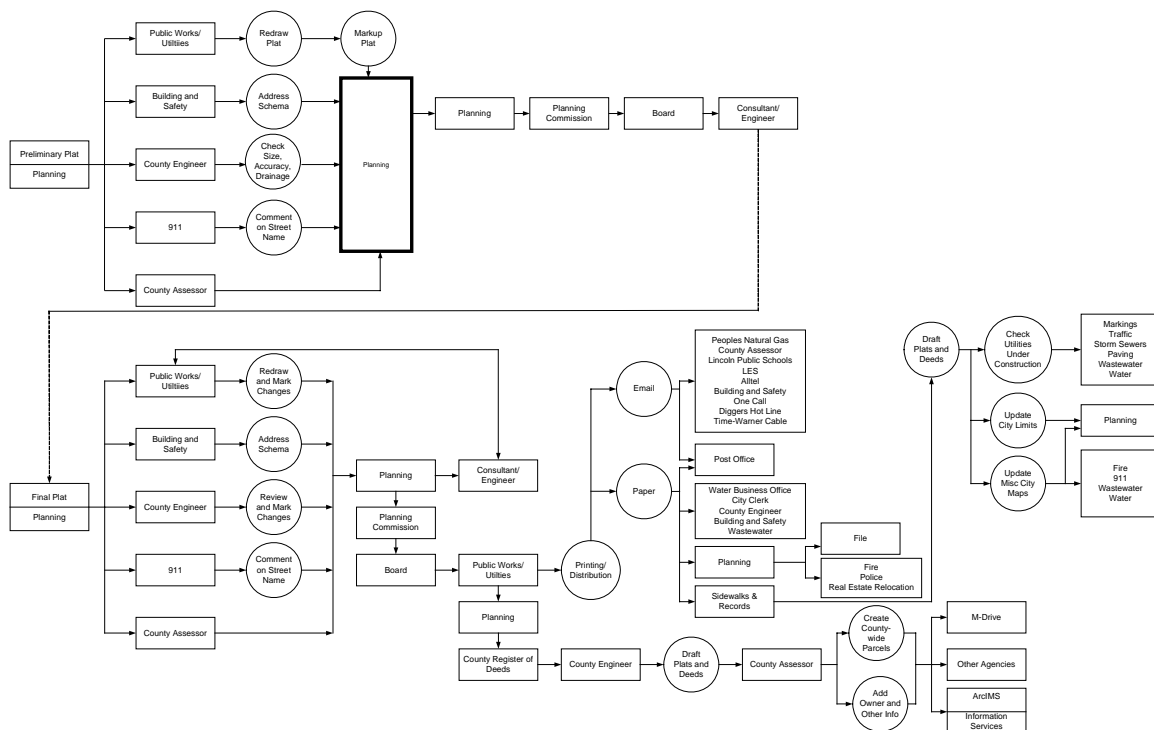 Public Works/
Utiltiies
Redraw
Plat
Markup
Plat
Building and
Safety
Address
Schema
Preliminary Plat
Planning
County Engineer
Check
Size,
Accuracy,
Drainage
Planning
911
Comment
on Street
Name
County Assessor
Planning
Planning
Commission
Board
Consultant/
Engineer
Final Plat
Planning
Public Works/
Utiltiies
Redraw
and Mark
Changes
Building and
Safety
Address
Schema
County Engineer
Review
and Mark
Changes
911
Comment
on Street
Name
County Assessor
Planning
Consultant/
Engineer
Planning
Commission
Board
Public Works/
Utilties
Printing/
Distribution
Email
Peoples Natural Gas
County Assessor
Lincoln Public Schools
LES
Alltel
Building and Safety
One Call
Diggers Hot Line
Time-Warner Cable
Post Office
Paper
Water Business Office
City Clerk
County Engineer
Building and Safety
Wastewater
Planning
File
Fire
Police
Real Estate Relocation
Sidewalks &
Records
Draft
Plats and
Deeds
Check
Utilities
Under
Construction
Markings
Traffic
Storm Sewers
Paving
Wastewater
Water
Update
City Limits
Planning
Update
Misc City
Maps
Fire
911
Wastewater
Water
Planning
County Register of
Deeds
County Engineer
Draft
Plats and
Deeds
County Assessor
Create
County-
wide
Parcels
Add
Owner and
Other Info
M-Drive
Other Agencies
ArcIMS
Information
Services